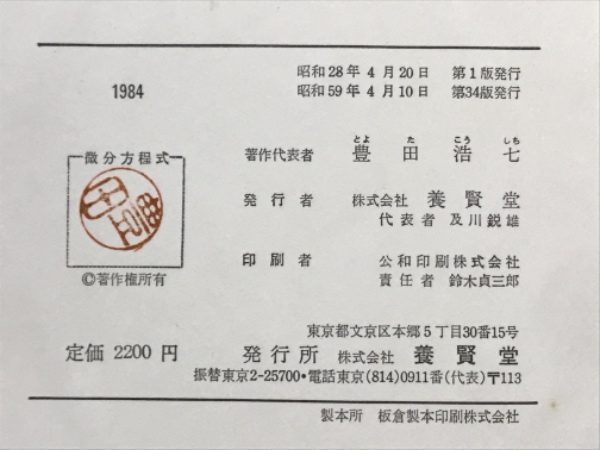 1984
昭和28年4月20日 第1版発行
昭和59年4月10日 第34版発行
微分方程式
©著作権所有
とよ た こう しち
著作代表者 豊田浩七
発行者 株式会社 養賢堂
代表者 及川鋭雄
印刷者 公和印刷株式会社
責任者 鈴木貞三郎
定価 2200円
東京都文京区本郷5丁目30番15号
発行所 株式会社 養賢堂
振替東京2-25700・電話東京(814)0911番(代表)〒113
製本所 板倉製本印刷株式会社